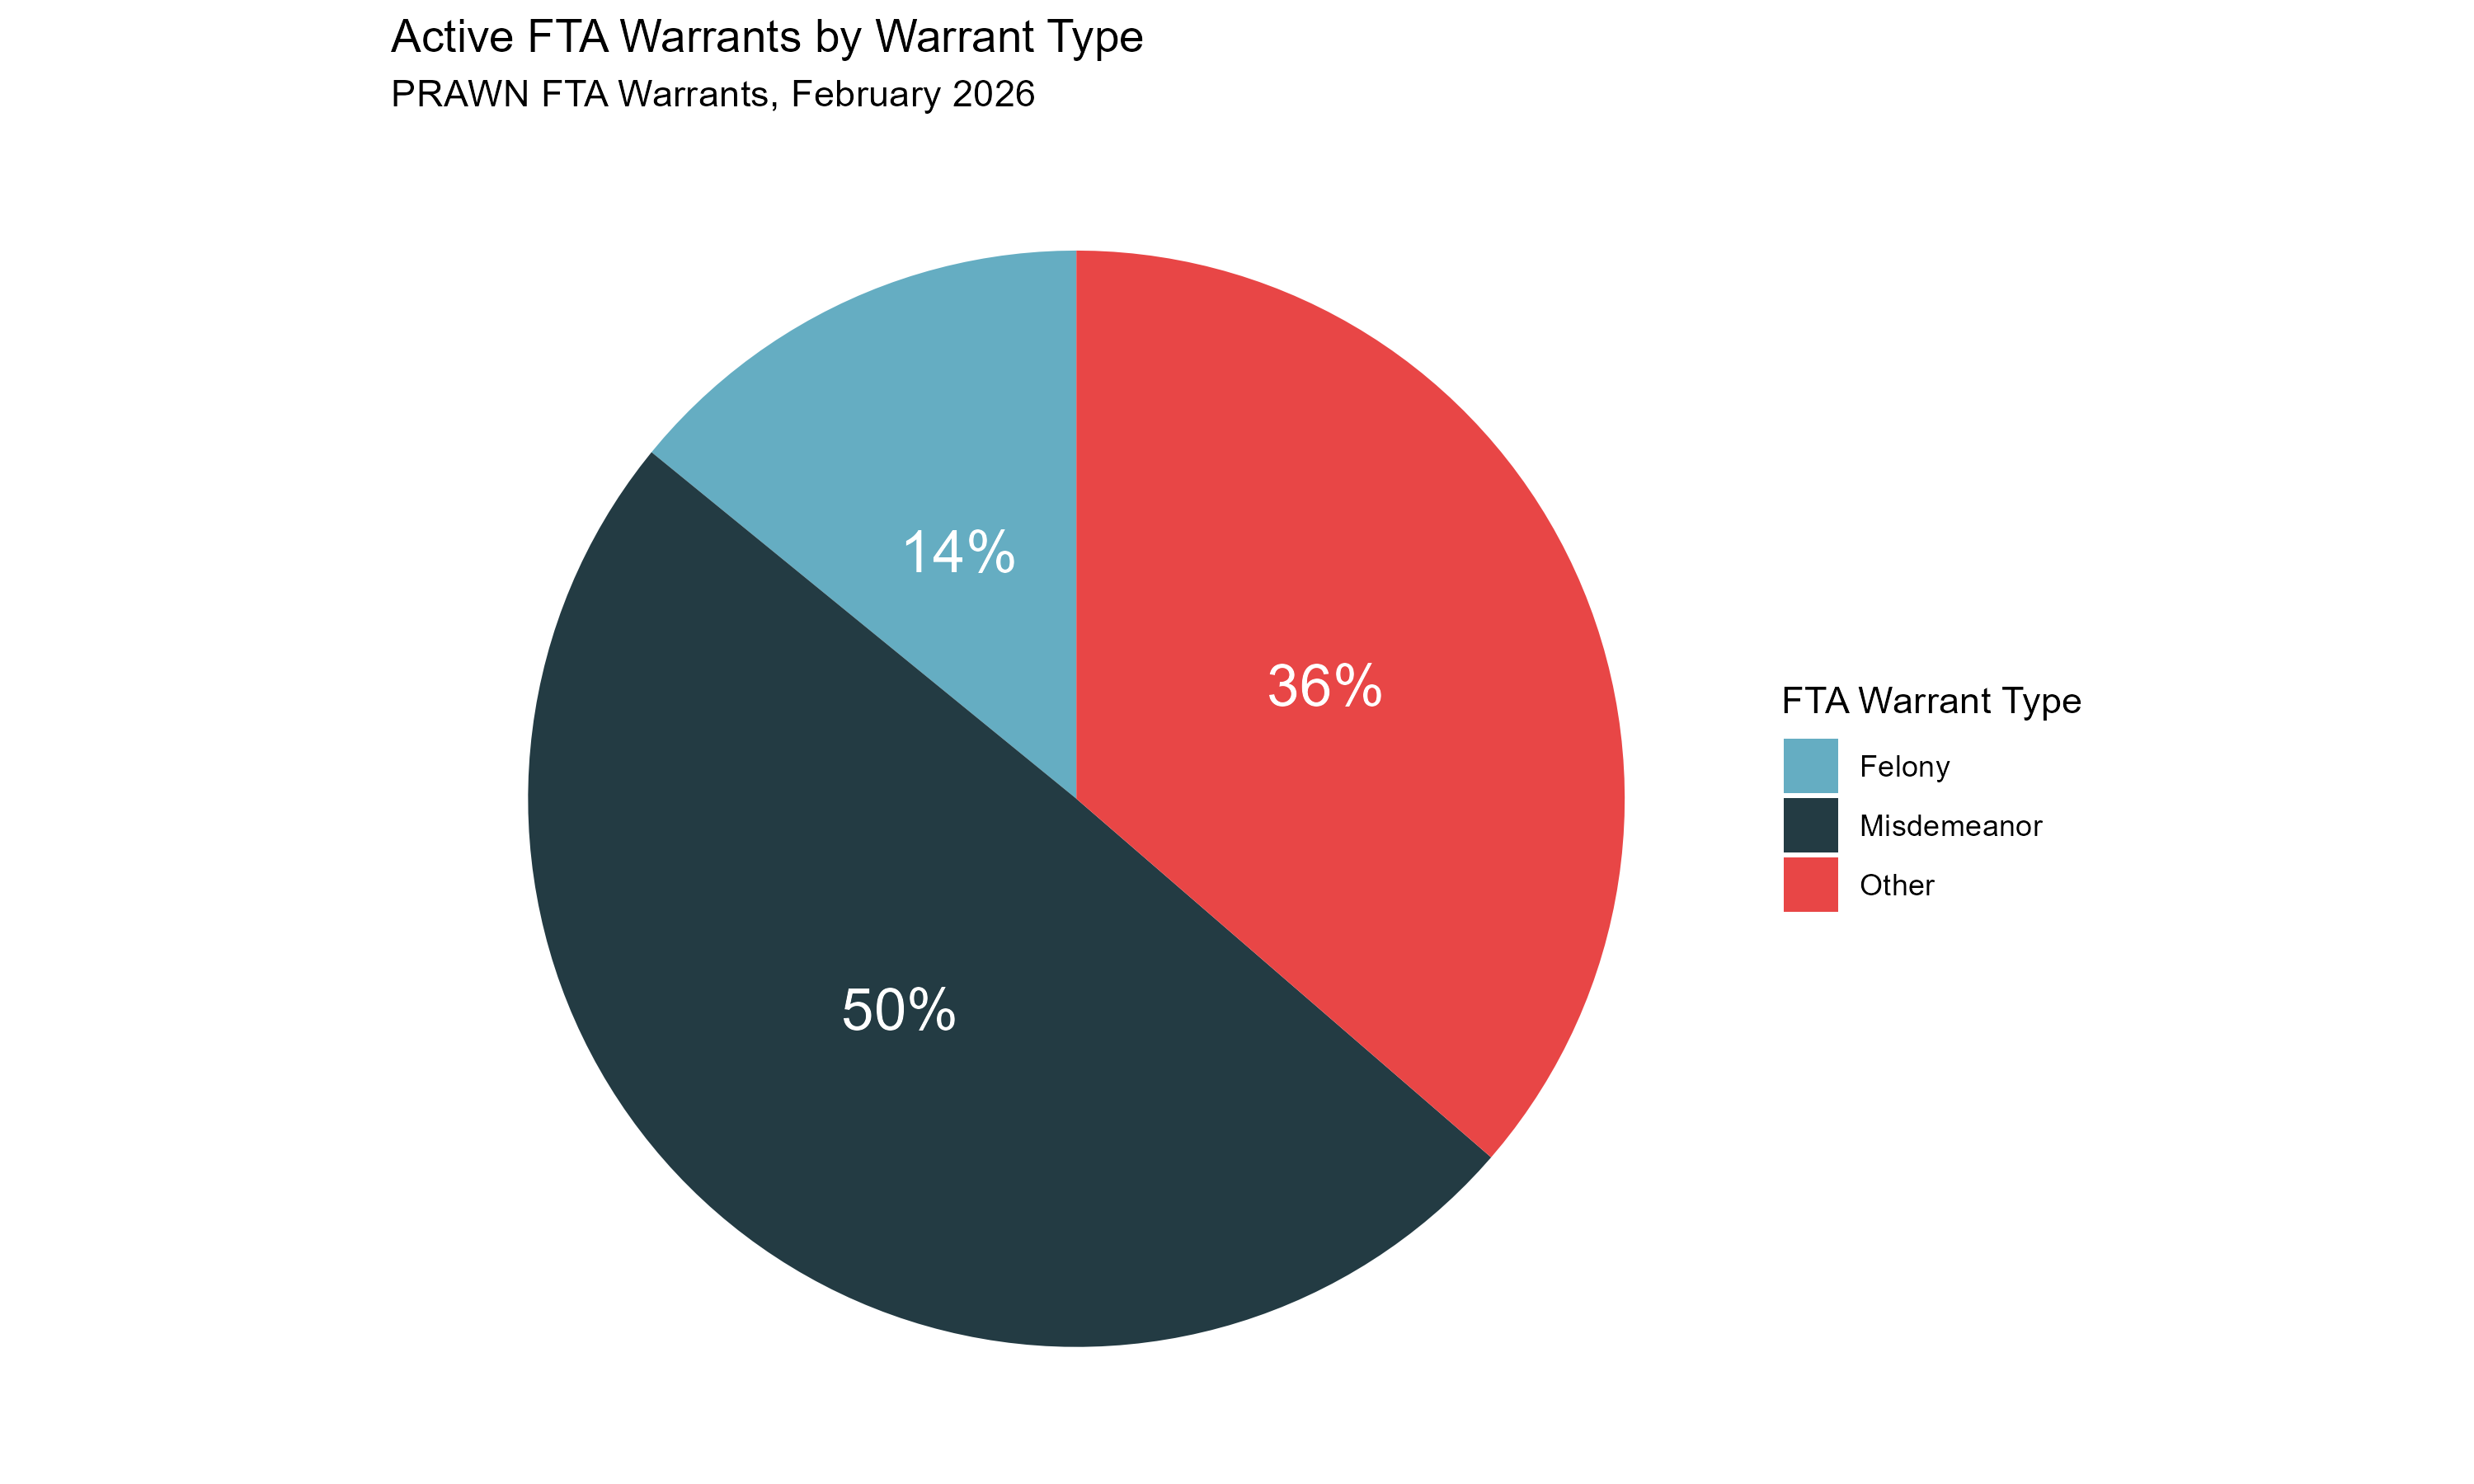 Active FTA Warrants by Warrant Type
PRAWN FTA Warrants, February 2026
14%
36%
50%
FTA Warrant Type
Felony
Misdemeanor
Other